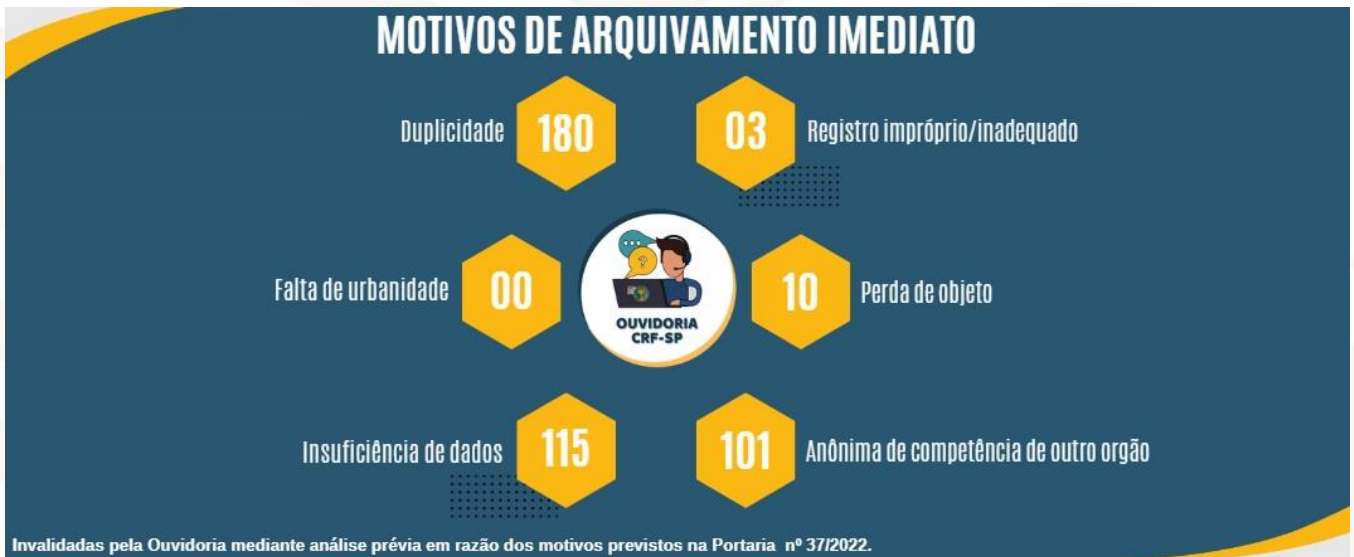 MOTIVOS DE ARQUIVAMENTO IMEDIATO
Duplicidade 180
03 Registro impróprio/inadequado
Falta de urbanidade 00
10 Perda de objeto
OUVIDORIA
CRF-SP
Insuficiência de dados 115
101 Anônima de competência de outro orgão
Invalidadas pela Ouvidoria mediante análise prévia em razão dos motivos previstos na Portaria nº 37/2022.